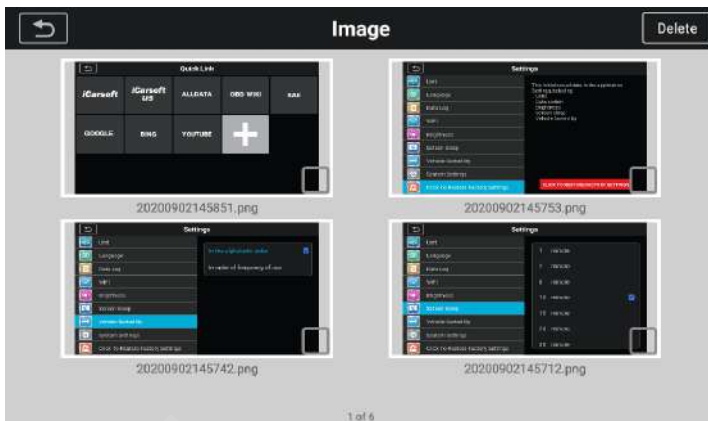 Image
Delete
Quick Link
iCarsoft
iCarsoft US
ALLDATA
OBD WIKI
SAE
GOOGLE
BING
YOUTUBE
20200902145851.png
Settings
Unit
Language
Data Log
WiFi
Brightness
Screen Sleep
Vehicle Sorted By
System Settings
Click To Restore Factory Settings
20200902145753.png
Settings
Unit
Language
Data Log
WiFi
Brightness
Screen Sleep
Vehicle Sorted By
System Settings
Click To Restore Factory Settings
In the alphabetic order
In order of frequency of use
20200902145742.png
Settings
Unit
Language
Data Log
WiFi
Brightness
Screen Sleep
Vehicle Sorted By
System Settings
Click To Restore Factory Settings
10 minute
20200902145712.png
1 of 6